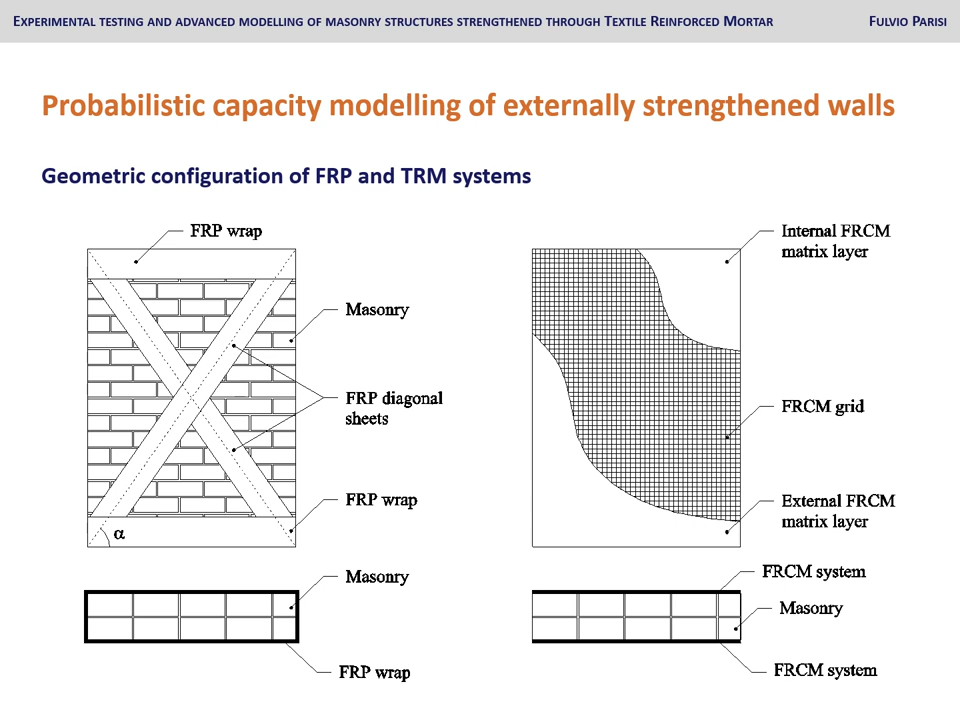 EXPERIMENTAL TESTING AND ADVANCED MODELLING OF MASONRY STRUCTURES STRENGTHENED THROUGH TEXTILE REINFORCED MORTAR
FULVIO PARISI
Probabilistic capacity modelling of externally strengthened walls
Geometric configuration of FRP and TRM systems
FRP wrap
Masonry
FRP diagonal
sheets
FRP wrap
α
Masonry
FRP wrap
Internal FRCM
matrix layer
FRCM grid
External FRCM
matrix layer
FRCM system
Masonry
FRCM system